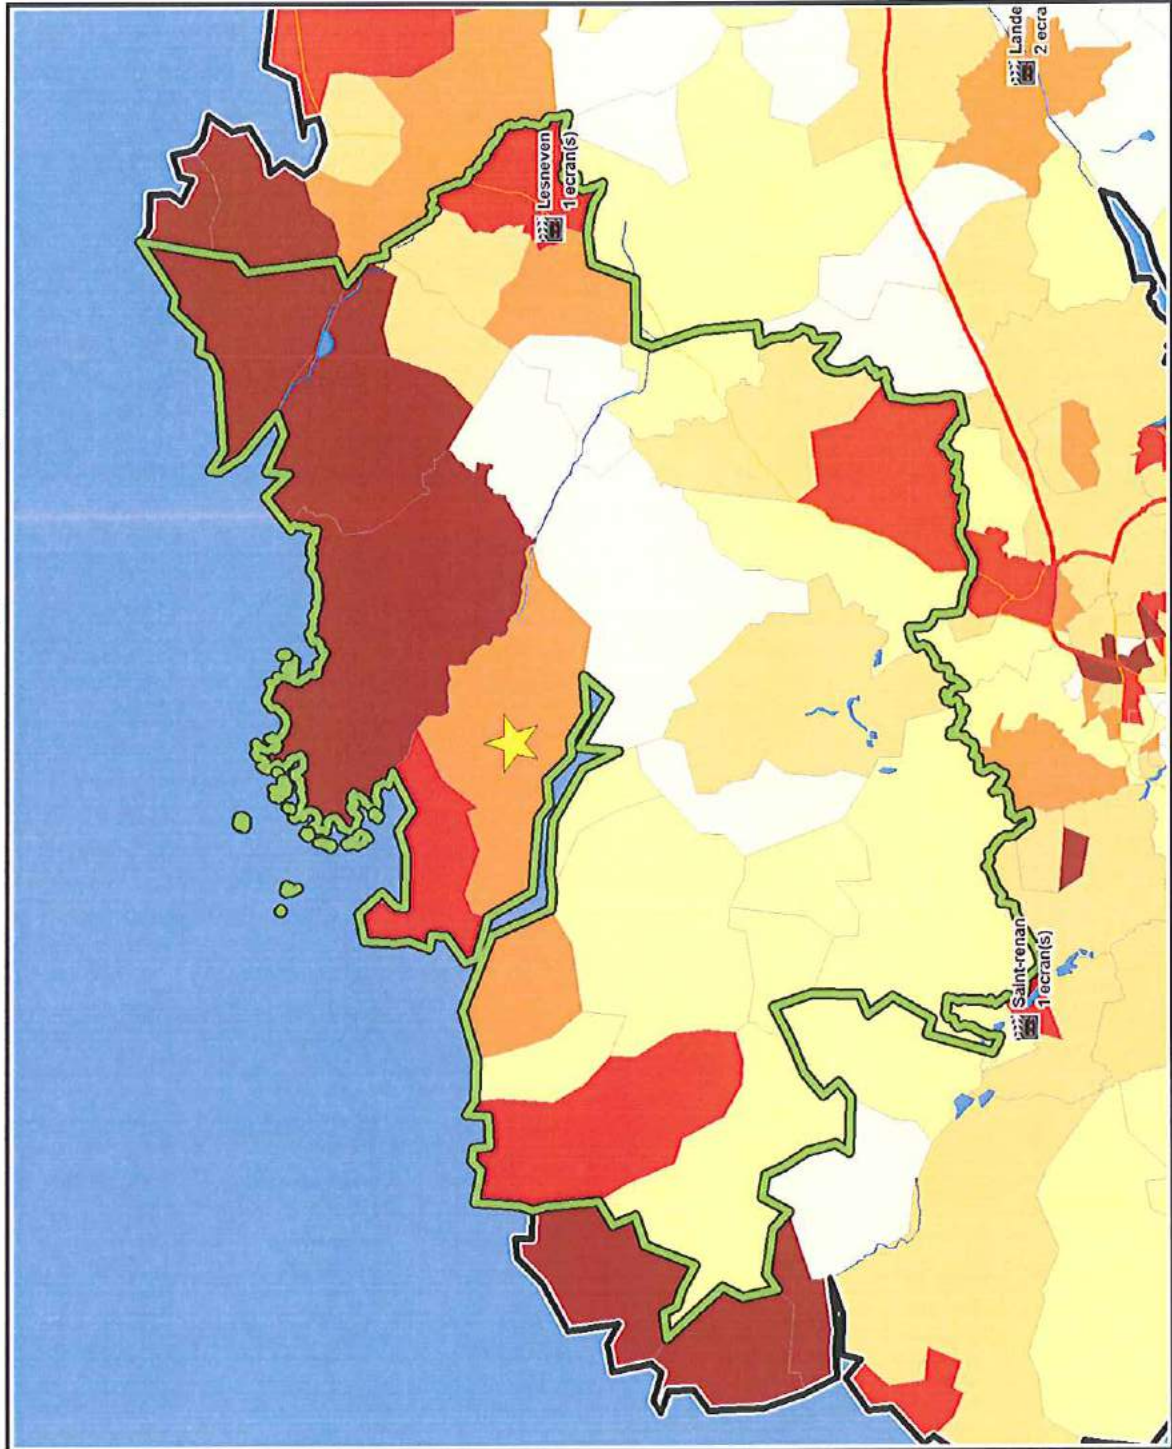 Lesneven
1 ecran(s)
Lande
2 ecra
Saint-renan
1 ecran(s)